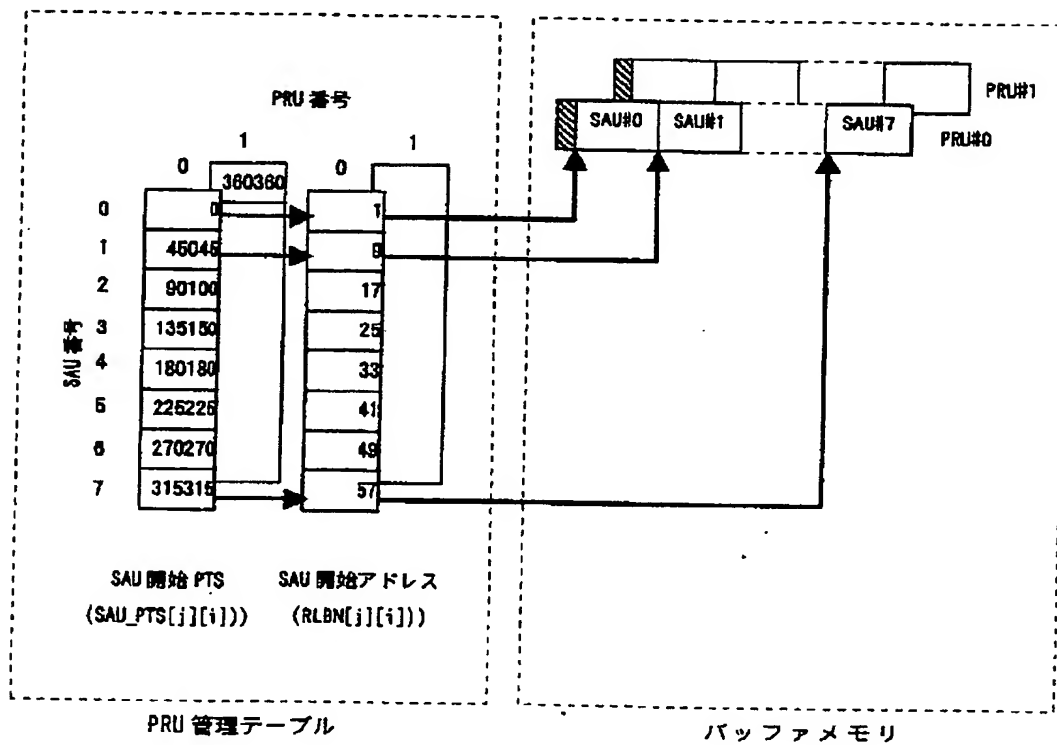 PRU 番号
0 1
0 1
360360
SAU 番号
0 0 1
1 45045 9
2 90100 17
3 135150 25
4 180180 33
5 225225 41
6 270270 49
7 315315 57
SAU 開始 PTS
(SAU_PTS[j][i]))
SAU 開始アドレス
(RLBN[j][i]))
PRU 管理テーブル
PRU#1
SAU#0 SAU#1 SAU#7
PRU#0
バッファメモリ